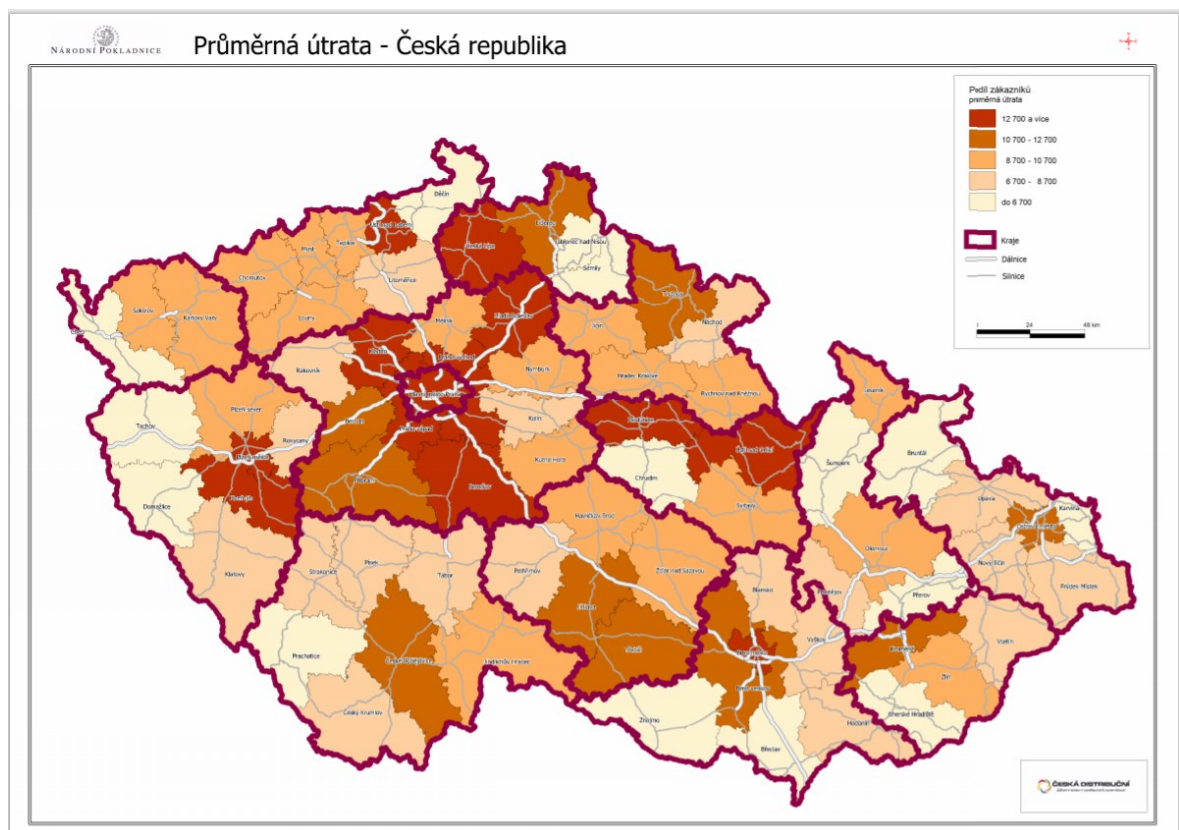 NÁRODNÍ POKLADNICE
Průměrná útrata - Česká republika
Podíl zákazníků
průměrná útrata
12 700 a více
10 700 - 12 700
8 700 - 10 700
6 700 - 8 700
do 6 700
Kraje
Dálnice
Silnice
24
48 km
Děčín
Teplice
Most
Chomutov
Louny
Litoměřice
Česká Lípa
Jablonec nad Nisou
Semily
Trutnov
Náchod
Jičín
Hradec Králové
Rychnov nad Kněžnou
Sokolov
Karlovy Vary
Cheb
Mělník
Mladá Boleslav
Nymburk
Kolín
Kutná Hora
Rakovník
Kladno
Praha-západ
Beroun
Příbram
Benešov
Plzeň-sever
Rokycany
Tachov
Domažlice
Klatovy
Strakonice
Písek
Tábor
Prachatice
Český Krumlov
Jindřichův Hradec
Pelhřimov
Havlíčkův Brod
Žďár nad Sázavou
Jihlava
Třebíč
Pardubice
Chrudim
Ústí nad Orlicí
Svitavy
Jeseník
Šumperk
Olomouc
Prostějov
Přerov
Bruntál
Opava
Karviná
Nový Jičín
Frýdek Místek
Blansko
Vyškov
Znojmo
Břeclav
Hodonín
Kroměříž
Zlín
Vsetín
Uherské Hradiště
ČESKÁ DISTRIBUČNÍ